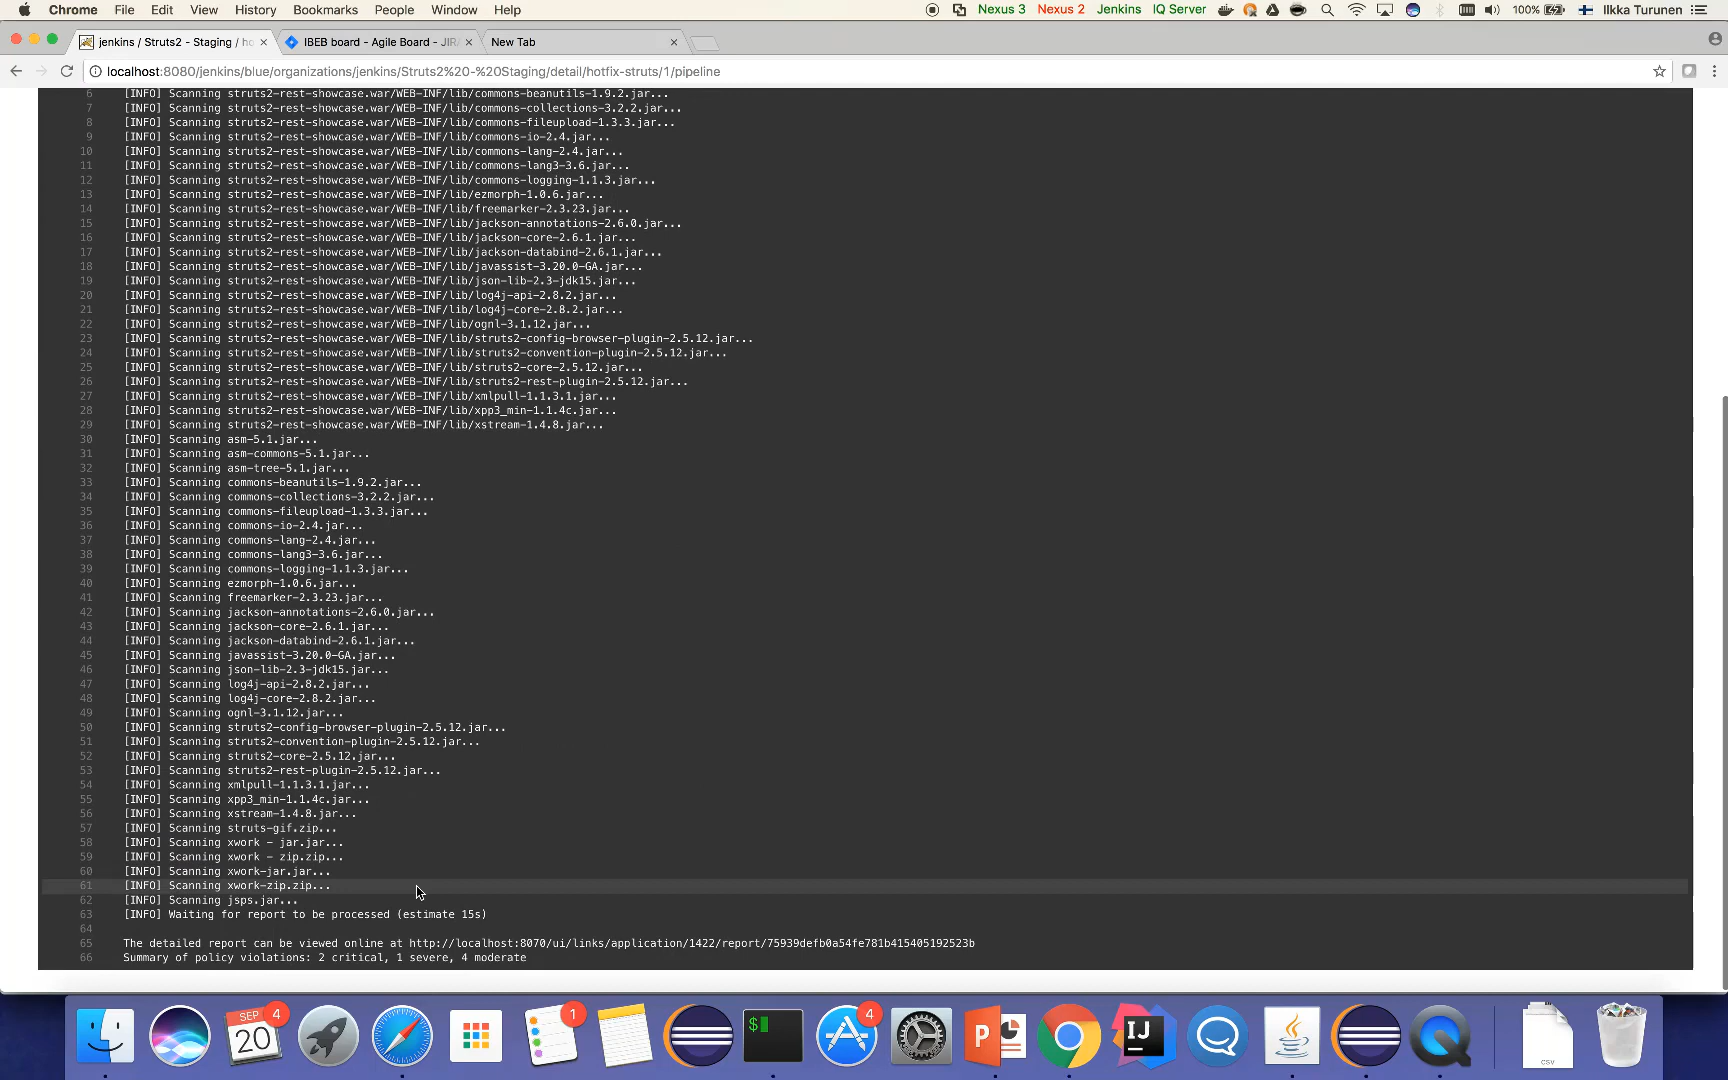 Chrome File Edit View History Bookmarks People Window Help Nexus 3 Nexus 2 Jenkins IQ Server 100% Ilkka Turunen
jenkins / Struts2 - Staging / ho IBEB board - Agile Board - JIRA New Tab
localhost:8080/jenkins/blue/organizations/jenkins/Struts2%20-%20Staging/detail/hotfix-struts/1/pipeline
6 [INFO] Scanning struts2-rest-showcase.war/WEB-INF/lib/commons-beanutils-1.9.2.jar...
7 [INFO] Scanning struts2-rest-showcase.war/WEB-INF/lib/commons-collections-3.2.2.jar...
8 [INFO] Scanning struts2-rest-showcase.war/WEB-INF/lib/commons-fileupload-1.3.3.jar...
9 [INFO] Scanning struts2-rest-showcase.war/WEB-INF/lib/commons-io-2.4.jar...
10 [INFO] Scanning struts2-rest-showcase.war/WEB-INF/lib/commons-lang-2.4.jar...
11 [INFO] Scanning struts2-rest-showcase.war/WEB-INF/lib/commons-lang3-3.6.jar...
12 [INFO] Scanning struts2-rest-showcase.war/WEB-INF/lib/commons-logging-1.1.3.jar...
13 [INFO] Scanning struts2-rest-showcase.war/WEB-INF/lib/ezmorph-1.0.6.jar...
14 [INFO] Scanning struts2-rest-showcase.war/WEB-INF/lib/freemarker-2.3.23.jar...
15 [INFO] Scanning struts2-rest-showcase.war/WEB-INF/lib/jackson-annotations-2.6.0.jar...
16 [INFO] Scanning struts2-rest-showcase.war/WEB-INF/lib/jackson-core-2.6.1.jar...
17 [INFO] Scanning struts2-rest-showcase.war/WEB-INF/lib/jackson-databind-2.6.1.jar...
18 [INFO] Scanning struts2-rest-showcase.war/WEB-INF/lib/javassist-3.20.0-GA.jar...
19 [INFO] Scanning struts2-rest-showcase.war/WEB-INF/lib/json-lib-2.3-jdk15.jar...
20 [INFO] Scanning struts2-rest-showcase.war/WEB-INF/lib/log4j-api-2.8.2.jar...
21 [INFO] Scanning struts2-rest-showcase.war/WEB-INF/lib/log4j-core-2.8.2.jar...
22 [INFO] Scanning struts2-rest-showcase.war/WEB-INF/lib/ognl-3.1.12.jar...
23 [INFO] Scanning struts2-rest-showcase.war/WEB-INF/lib/struts2-config-browser-plugin-2.5.12.jar...
24 [INFO] Scanning struts2-rest-showcase.war/WEB-INF/lib/struts2-convention-plugin-2.5.12.jar...
25 [INFO] Scanning struts2-rest-showcase.war/WEB-INF/lib/struts2-core-2.5.12.jar...
26 [INFO] Scanning struts2-rest-showcase.war/WEB-INF/lib/struts2-rest-plugin-2.5.12.jar...
27 [INFO] Scanning struts2-rest-showcase.war/WEB-INF/lib/xmlpull-1.1.3.1.jar...
28 [INFO] Scanning struts2-rest-showcase.war/WEB-INF/lib/xpp3_min-1.1.4c.jar...
29 [INFO] Scanning struts2-rest-showcase.war/WEB-INF/lib/xstream-1.4.8.jar...
30 [INFO] Scanning asm-5.1.jar...
31 [INFO] Scanning asm-commons-5.1.jar...
32 [INFO] Scanning asm-tree-5.1.jar...
33 [INFO] Scanning commons-beanutils-1.9.2.jar...
34 [INFO] Scanning commons-collections-3.2.2.jar...
35 [INFO] Scanning commons-fileupload-1.3.3.jar...
36 [INFO] Scanning commons-io-2.4.jar...
37 [INFO] Scanning commons-lang-2.4.jar...
38 [INFO] Scanning commons-lang3-3.6.jar...
39 [INFO] Scanning commons-logging-1.1.3.jar...
40 [INFO] Scanning ezmorph-1.0.6.jar...
41 [INFO] Scanning freemarker-2.3.23.jar...
42 [INFO] Scanning jackson-annotations-2.6.0.jar...
43 [INFO] Scanning jackson-core-2.6.1.jar...
44 [INFO] Scanning jackson-databind-2.6.1.jar...
45 [INFO] Scanning javassist-3.20.0-GA.jar...
46 [INFO] Scanning json-lib-2.3-jdk15.jar...
47 [INFO] Scanning log4j-api-2.8.2.jar...
48 [INFO] Scanning log4j-core-2.8.2.jar...
49 [INFO] Scanning ognl-3.1.12.jar...
50 [INFO] Scanning struts2-config-browser-plugin-2.5.12.jar...
51 [INFO] Scanning struts2-convention-plugin-2.5.12.jar...
52 [INFO] Scanning struts2-core-2.5.12.jar...
53 [INFO] Scanning struts2-rest-plugin-2.5.12.jar...
54 [INFO] Scanning xmlpull-1.1.3.1.jar...
55 [INFO] Scanning xpp3_min-1.1.4c.jar...
56 [INFO] Scanning xstream-1.4.8.jar...
57 [INFO] Scanning struts-gif.zip...
58 [INFO] Scanning xwork - jar.jar...
59 [INFO] Scanning xwork - zip.zip...
60 [INFO] Scanning xwork-jar.jar...
61 [INFO] Scanning xwork-zip.zip...
62 [INFO] Scanning jsps.jar...
63 [INFO] Waiting for report to be processed (estimate 15s)
64
65 The detailed report can be viewed online at http://localhost:8070/ui/links/application/1422/report/75939defb0a54fe781b415405192523b
66 Summary of policy violations: 2 critical, 1 severe, 4 moderate
4 1 4
SEP 20 $ P IJ CSV